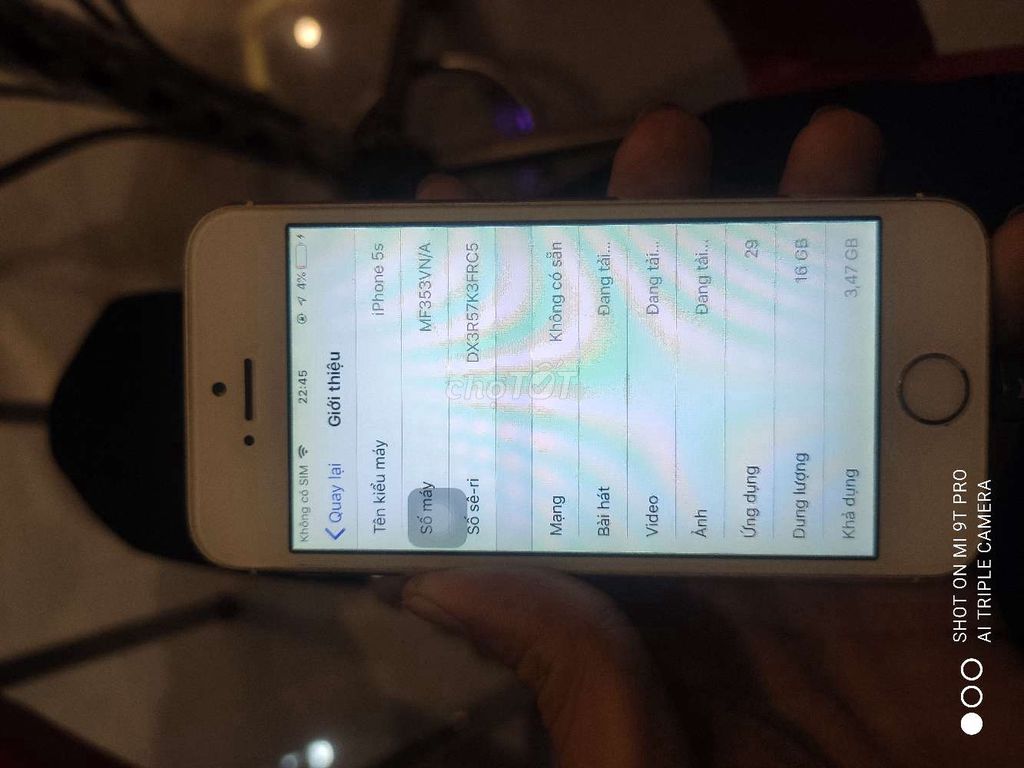 Không có SIM 22:45 4%
Quay lại Giới thiệu
Tên kiểu máy iPhone 5s
Số máy MF353VN/A
Số sê-ri DX3R57K3FRC5
Mạng Không có sẵn
Bài hát Đang tải...
Video Đang tải...
Ảnh Đang tải...
Ứng dụng 29
Dung lượng 16 GB
Khả dụng 3,47 GB
chợTỐT
SHOT ON MI 9T PRO
AI TRIPLE CAMERA